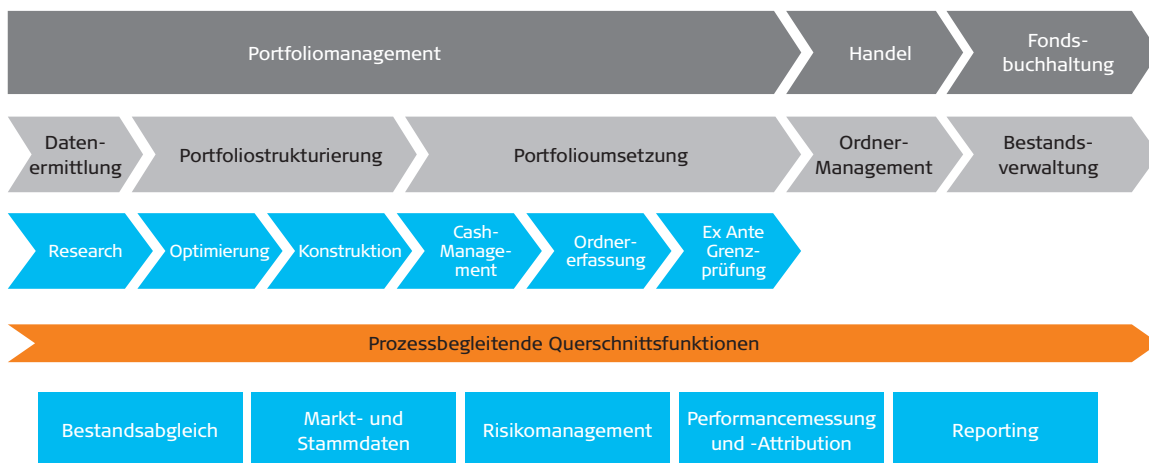 Portfoliomanagement
Handel
Fonds-
buchhaltung
Daten-
ermittlung
Portfoliostrukturierung
Portfolioumsetzung
Ordner-
Management
Bestands-
verwaltung
Research
Optimierung
Konstruktion
Cash-
Manage-
ment
Ordner-
erfassung
Ex Ante
Grenz-
prüfung
Prozessbegleitende Querschnittsfunktionen
Bestandsabgleich
Markt- und
Stammdaten
Risikomanagement
Performancemessung
und -Attribution
Reporting